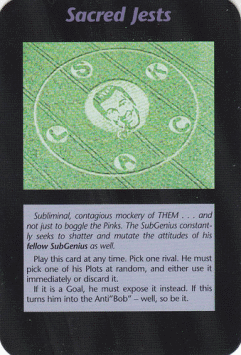 Sacred Jests
Subliminal, contagious mockery of THEM . . . and
not just to boggle the Pinks. The SubGenius constant-
ly seeks to shatter and mutate the attitudes of his
fellow SubGenius as well.
Play this card at any time. Pick one rival. He must
pick one of his Plots at random, and either use it
immediately or discard it.
If it is a Goal, he must expose it instead. If this
turns him into the Anti"Bob" – well, so be it.